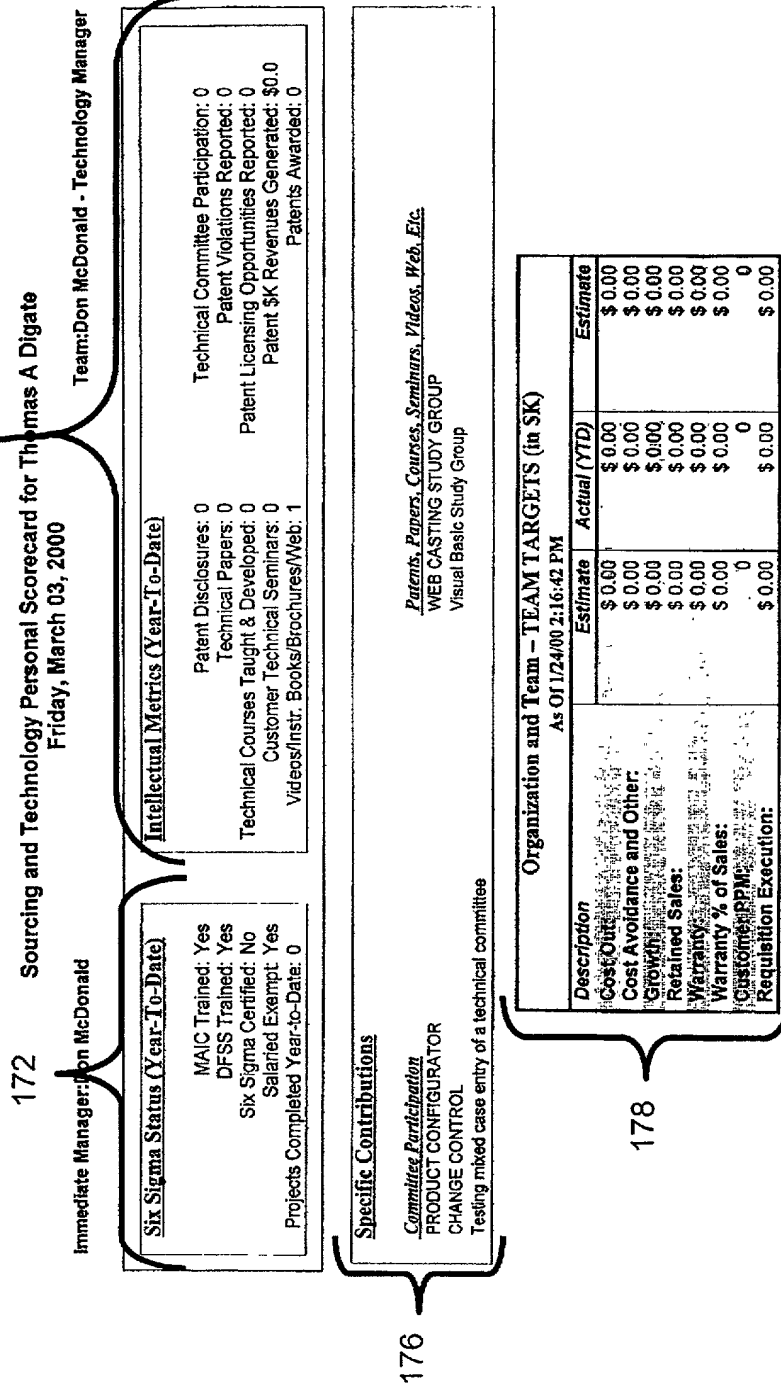 172
Sourcing and Technology Personal Scorecard for Thomas A Digate
Friday, March 03, 2000
Immediate Manager:Don McDonald
Team:Don McDonald - Technology Manager
Six Sigma Status (Year-To-Date)
MAIC Trained: Yes
DFSS Trained: Yes
Six Sigma Certified: No
Salaried Exempt: Yes
Projects Completed Year-to-Date: 0
Intellectual Metrics (Year-To-Date)
Patent Disclosures: 0
Technical Papers: 0
Technical Courses Taught & Developed: 0
Customer Technical Seminars: 0
Videos/Instr. Books/Brochures/Web: 1
Technical Committee Participation: 0
Patent Violations Reported: 0
Patent Licensing Opportunities Reported: 0
Patent $K Revenues Generated: $0.0
Patents Awarded: 0
176
Specific Contributions
Committee Participation
PRODUCT CONFIGURATOR
CHANGE CONTROL
Testing mixed case entry of a technical committee
Patents, Papers, Courses, Seminars, Videos, Web, Etc.
WEB CASTING STUDY GROUP
Visual Basic Study Group
178
Organization and Team – TEAM TARGETS (in $K)
As Of 1/24/00 2:16:42 PM
Description Estimate Actual (YTD) Estimate
Cost Out: $ 0.00 $ 0.00 $ 0.00
Cost Avoidance and Other: $ 0.00 $ 0.00 $ 0.00
Growth: $ 0.00 $ 0.00 $ 0.00
Retained Sales: $ 0.00 $ 0.00 $ 0.00
Warranty: $ 0.00 $ 0.00 $ 0.00
Warranty % of Sales: $ 0.00 $ 0.00 $ 0.00
Customer PPM: 0 0 0
Requisition Execution: $ 0.00 $ 0.00 $ 0.00